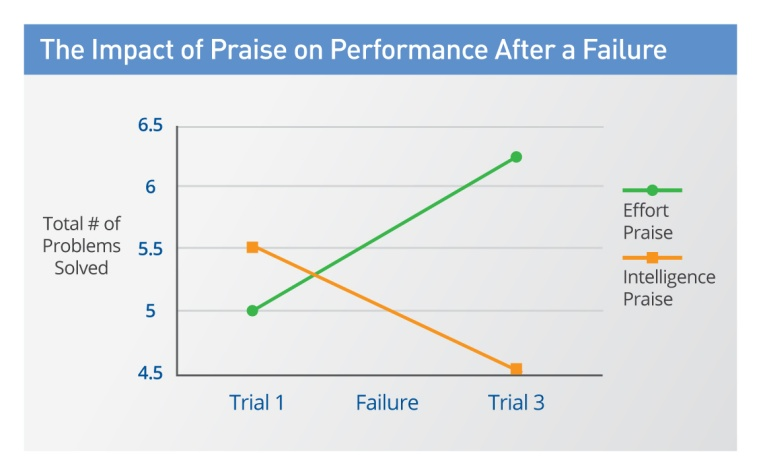 The Impact of Praise on Performance After a Failure
6.5
6
5.5
5
4.5
Total # of
Problems
Solved
Trial 1
Failure
Trial 3
Effort
Praise
Intelligence
Praise